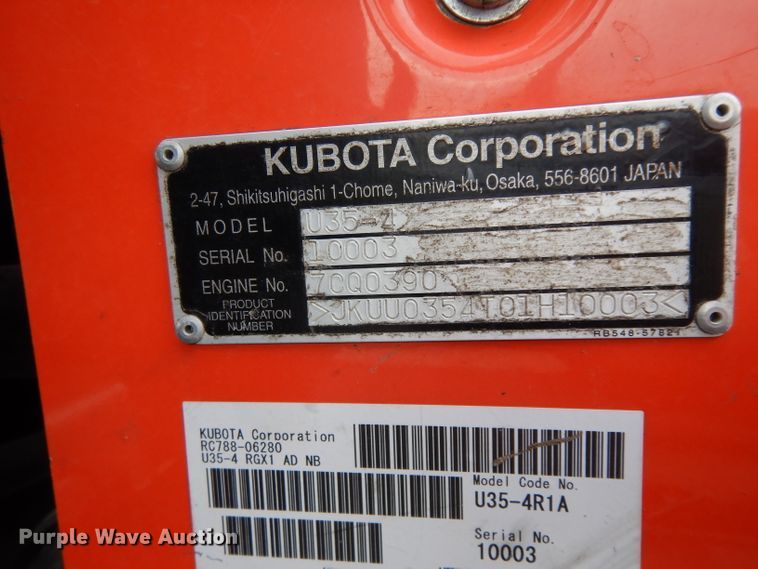 KUBOTA Corporation
2-47, Shikitsuhigashi 1-Chome, Naniwa-ku, Osaka, 556-8601 JAPAN
MODEL U35-4
SERIAL No. 10003
ENGINE No. 7CQ0390
PRODUCT IDENTIFICATION NUMBER >JKUU0354T01H10003<
RB548-57821
KUBOTA Corporation
RC788-06280
U35-4 RGX1 AD NB
Model Code No.
U35-4R1A
Serial No.
10003
Purple Wave Auction